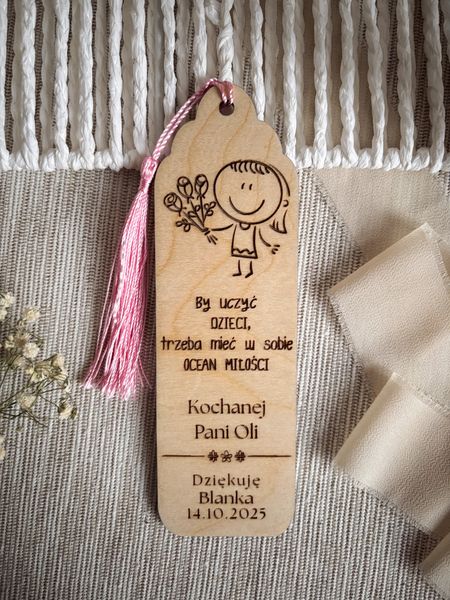 By uczyć
DZIECI,
trzeba mieć w sobie
OCEAN MIŁOŚCI
Kochanej
Pani Oli
Dziękuję
Blanka
14.10.2025